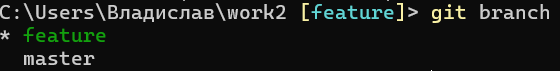 C:\Users\Владислав\work2 [feature]> git branch
* feature
  master